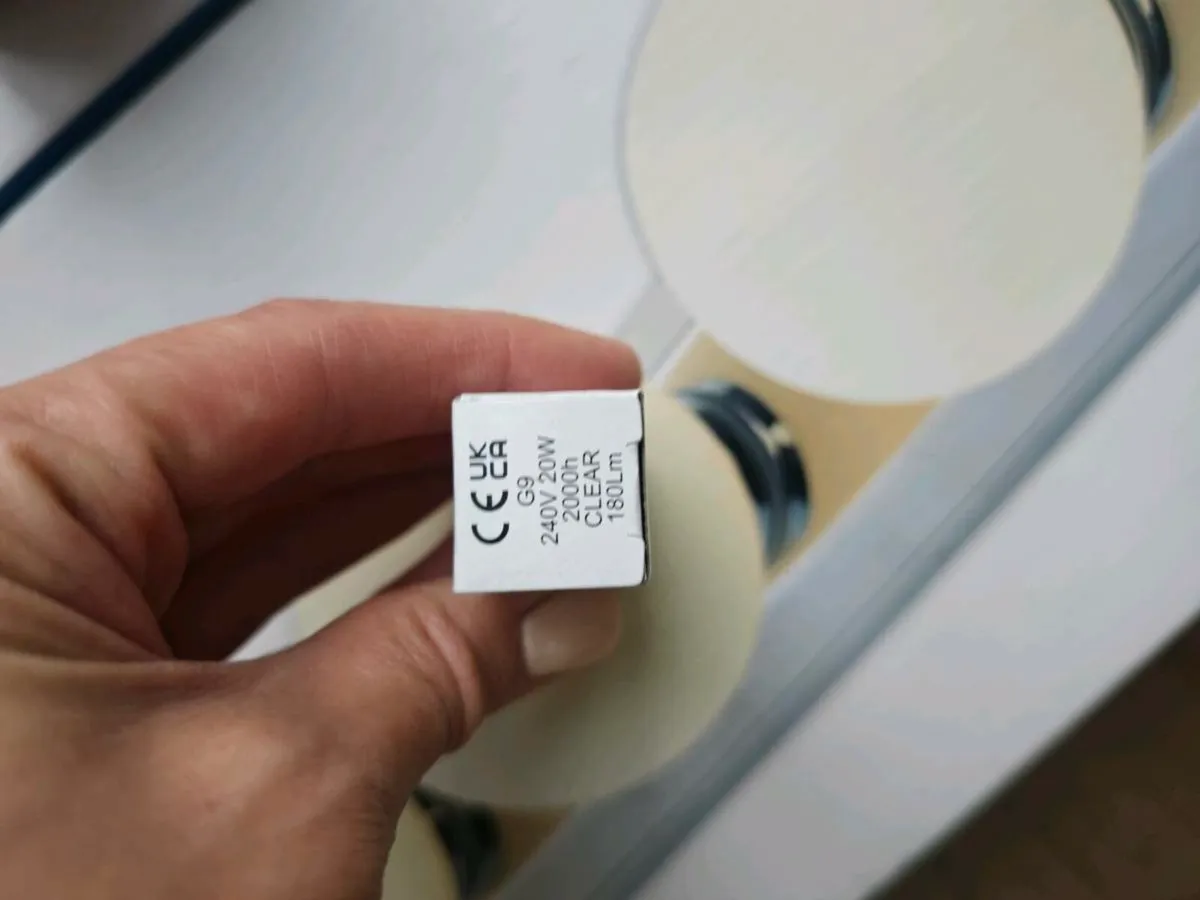 CE UK CA
G9
240V 20W
2000h
CLEAR
180Lm